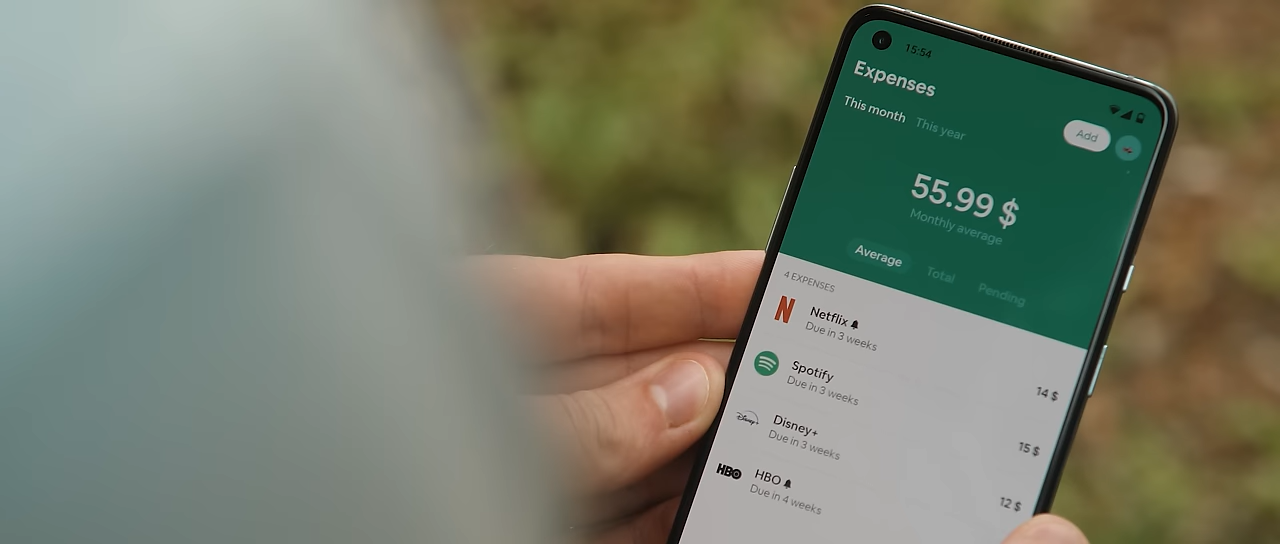 15:54
Expenses
This month This year
Add
55.99 $
Monthly average
Average Total Pending
4 EXPENSES
N Netflix
Due in 3 weeks
14 $
Spotify
Due in 3 weeks
15 $
Disney+ Disney+
Due in 3 weeks
12 $
HBO HBO
Due in 4 weeks